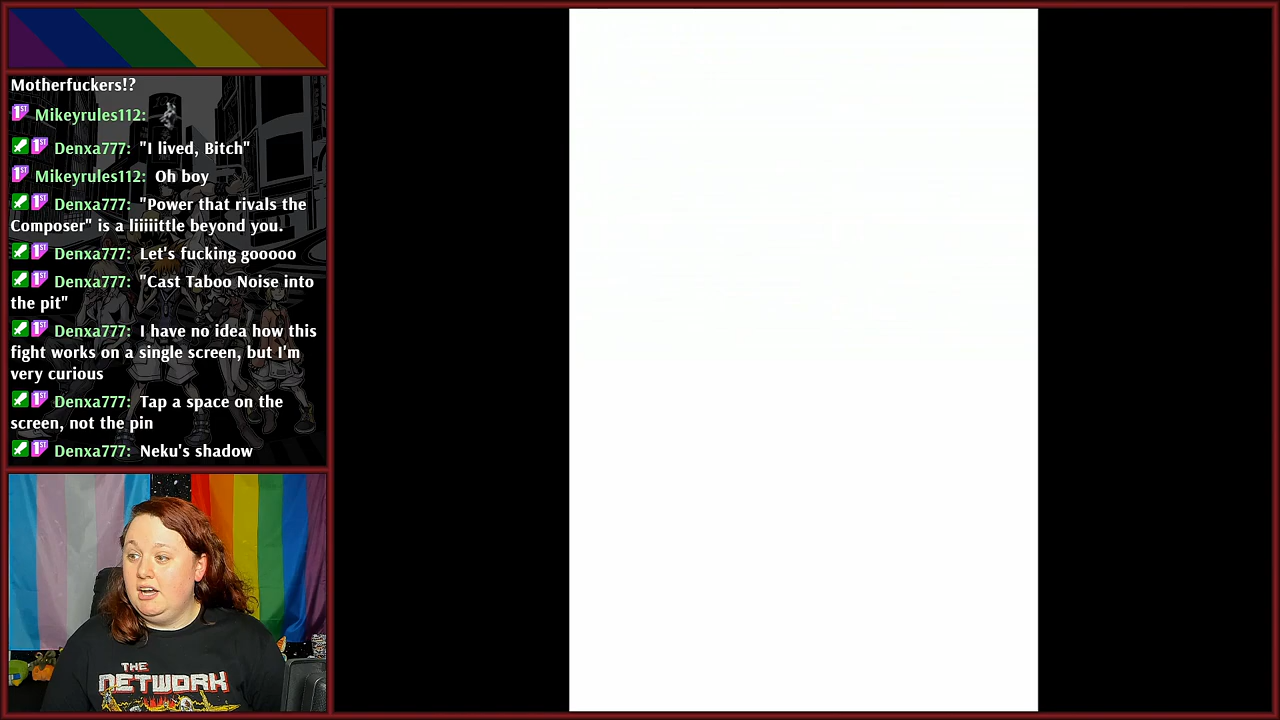 Motherfuckers!?
Mikeyrules112:
Denxa777: "I lived, Bitch"
Mikeyrules112: Oh boy
Denxa777: "Power that rivals the
Composer" is a liiiiittle beyond you.
Denxa777: Let's fucking gooooo
Denxa777: "Cast Taboo Noise into
the pit"
Denxa777: I have no idea how this
fight works on a single screen, but I'm
very curious
Denxa777: Tap a space on the
screen, not the pin
Denxa777: Neku's shadow
THE
NETWORK